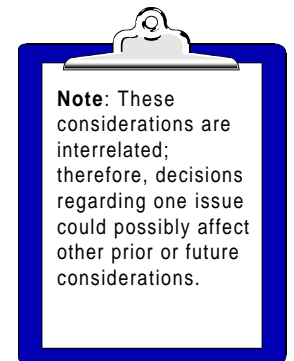 Note: These
considerations are
interrelated;
therefore, decisions
regarding one issue
could possibly affect
other prior or future
considerations.